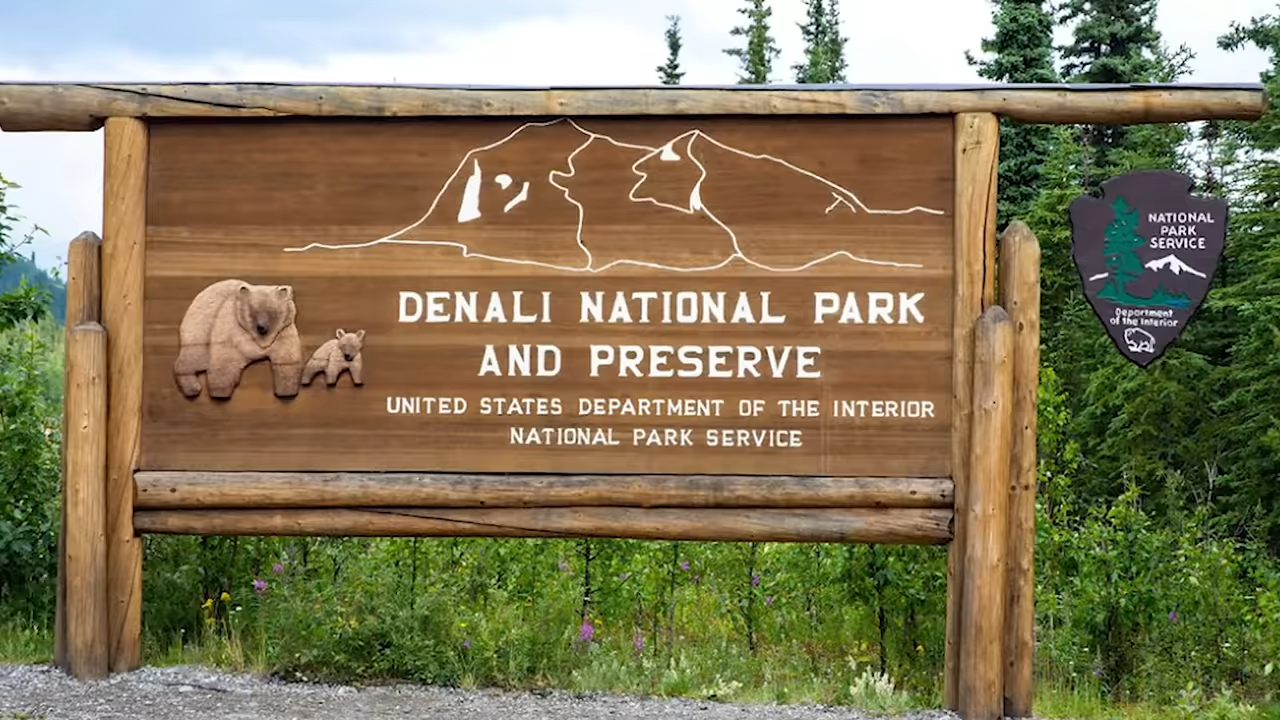 DENALI NATIONAL PARK
AND PRESERVE
UNITED STATES DEPARTMENT OF THE INTERIOR
NATIONAL PARK SERVICE
NATIONAL
PARK
SERVICE
Department
of the Interior